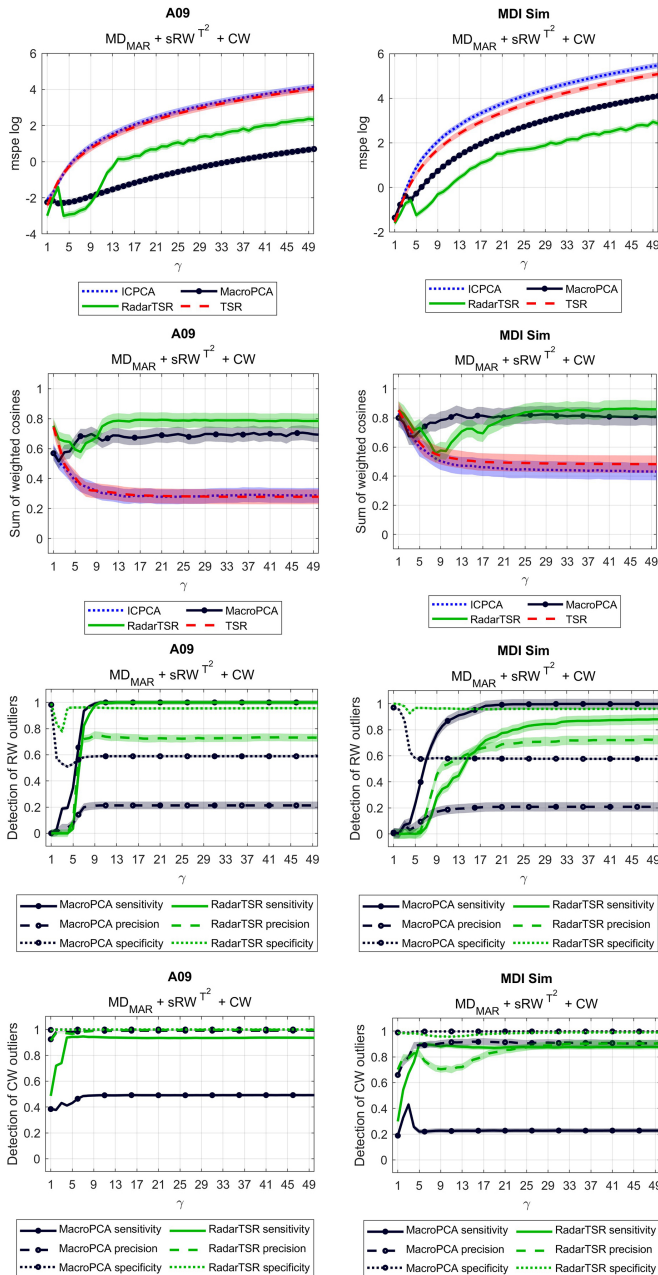 A09
MD_MAR + sRW^T² + CW
mspe log
6
4
2
0
-2
-4
1 5 9 13 17 21 25 29 33 37 41 45 49
γ
ICPCA MacroPCA
RadarTSR TSR
MDI Sim
MD_MAR + sRW^T² + CW
mspe log
6
4
2
0
-2
1 5 9 13 17 21 25 29 33 37 41 45 49
γ
ICPCA MacroPCA
RadarTSR TSR
A09
MD_MAR + sRW^T² + CW
Sum of weighted cosines
1
0.8
0.6
0.4
0.2
0
1 5 9 13 17 21 25 29 33 37 41 45 49
γ
ICPCA MacroPCA
RadarTSR TSR
MDI Sim
MD_MAR + sRW^T² + CW
Sum of weighted cosines
1
0.8
0.6
0.4
0.2
0
1 5 9 13 17 21 25 29 33 37 41 45 49
γ
ICPCA MacroPCA
RadarTSR TSR
A09
MD_MAR + sRW^T² + CW
Detection of RW outliers
1
0.8
0.6
0.4
0.2
0
1 5 9 13 17 21 25 29 33 37 41 45 49
γ
MacroPCA sensitivity RadarTSR sensitivity
MacroPCA precision RadarTSR precision
MacroPCA specificity RadarTSR specificity
MDI Sim
MD_MAR + sRW^T² + CW
Detection of RW outliers
1
0.8
0.6
0.4
0.2
0
1 5 9 13 17 21 25 29 33 37 41 45 49
γ
MacroPCA sensitivity RadarTSR sensitivity
MacroPCA precision RadarTSR precision
MacroPCA specificity RadarTSR specificity
A09
MD_MAR + sRW^T² + CW
Detection of CW outliers
1
0.8
0.6
0.4
0.2
0
1 5 9 13 17 21 25 29 33 37 41 45 49
γ
MacroPCA sensitivity RadarTSR sensitivity
MacroPCA precision RadarTSR precision
MacroPCA specificity RadarTSR specificity
MDI Sim
MD_MAR + sRW^T² + CW
Detection of CW outliers
1
0.8
0.6
0.4
0.2
0
1 5 9 13 17 21 25 29 33 37 41 45 49
γ
MacroPCA sensitivity RadarTSR sensitivity
MacroPCA precision RadarTSR precision
MacroPCA specificity RadarTSR specificity